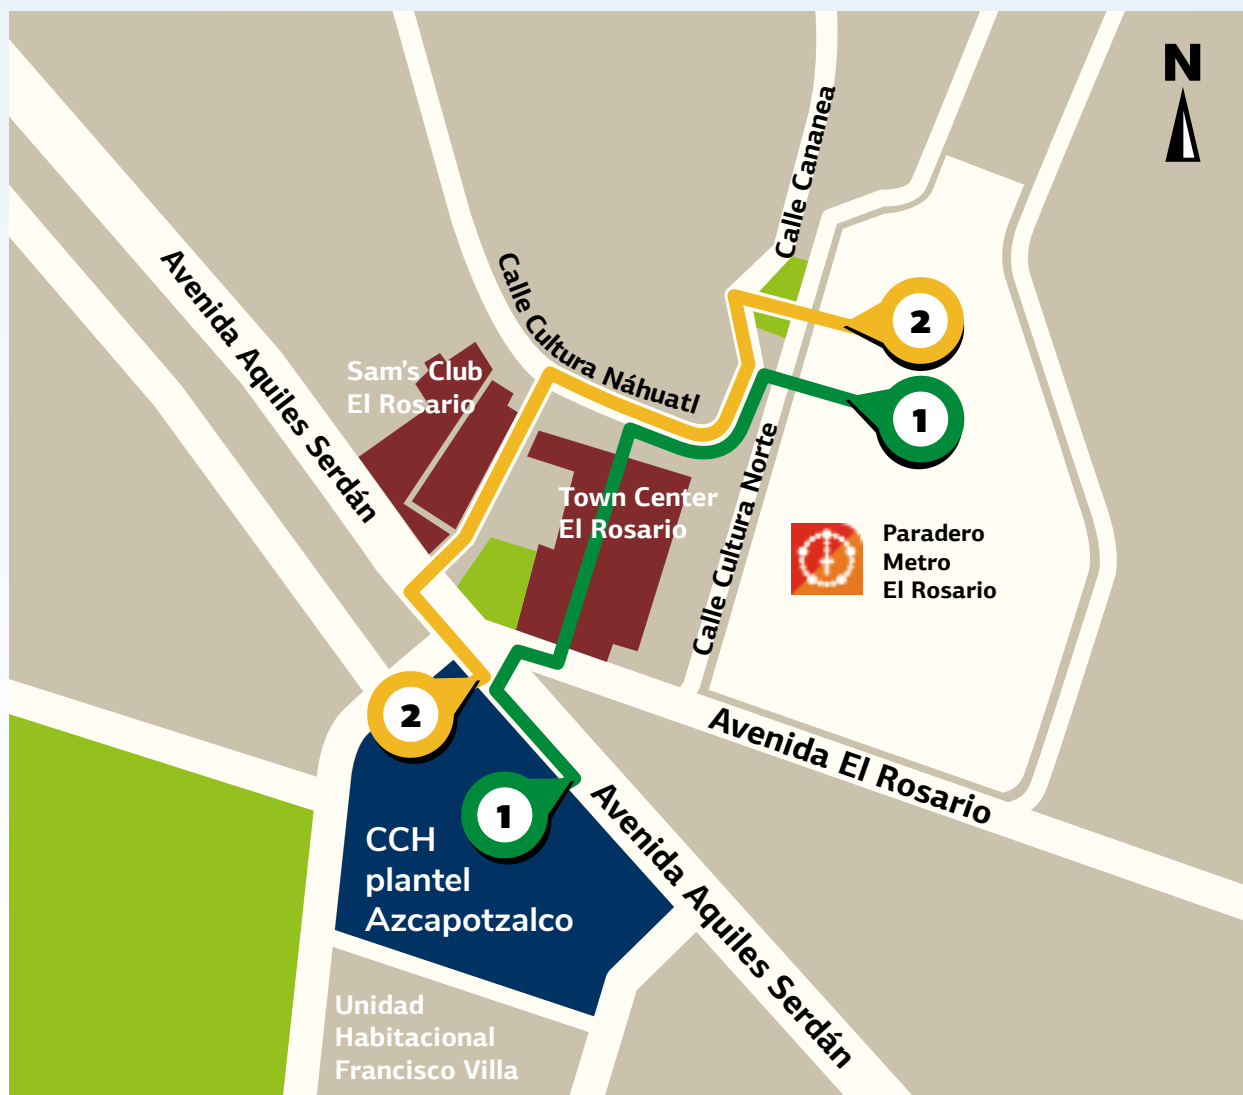 N
Calle Cananea
Avenida Aquiles Serdán
Calle Cultura Náhuatl
2
Sam's Club
El Rosario
1
Town Center
El Rosario
Calle Cultura Norte
Paradero
Metro
El Rosario
2
Avenida El Rosario
1
CCH
plantel
Azcapotzalco
Avenida Aquiles Serdán
Unidad
Habitacional
Francisco Villa